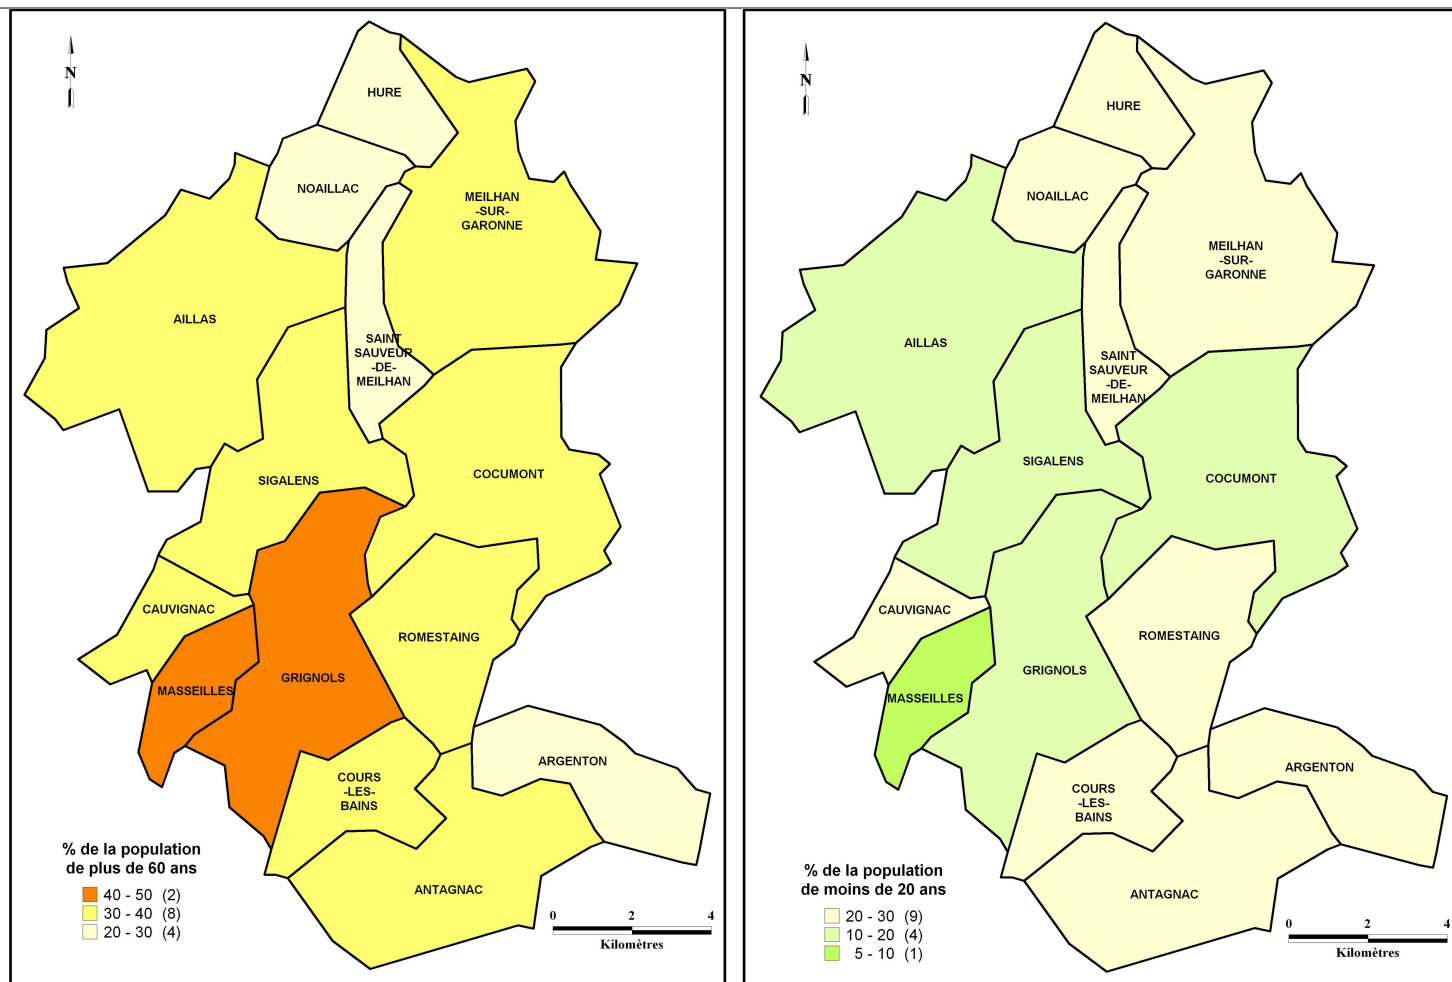 N
HURE
NOAILLAC
MEILHAN
-SUR-
GARONNE
AILLAS
SAINT
SAUVEUR
-DE-
MEILHAN
SIGALENS
COCUMONT
CAUVIGNAC
ROMESTAING
MASSEILLES
GRIGNOLS
ARGENTON
COURS
-LES-
BAINS
ANTAGNAC
% de la population
de plus de 60 ans
40 - 50 (2)
30 - 40 (8)
20 - 30 (4)
0 2 4
Kilomètres
N
HURE
NOAILLAC
MEILHAN
-SUR-
GARONNE
AILLAS
SAINT
SAUVEUR
-DE-
MEILHAN
SIGALENS
COCUMONT
CAUVIGNAC
ROMESTAING
GRIGNOLS
MASSEILLES
ARGENTON
COURS
-LES-
BAINS
ANTAGNAC
% de la population
de moins de 20 ans
20 - 30 (9)
10 - 20 (4)
5 - 10 (1)
0 2 4
Kilomètres